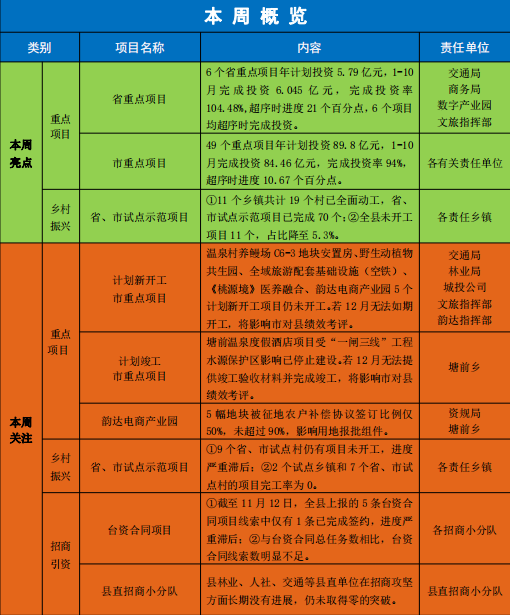 本周概览
类别 项目名称 内容 责任单位
本周
亮点
重点
项目
省重点项目
6个省重点项目年计划投资5.79亿元，1-10
月完成投资6.045亿元，完成投资率
104.48%,超序时进度21个百分点，6个项目
均超序时完成投资。
交通局
商务局
数字产业园
文旅指挥部
市重点项目
49个重点项目年计划投资89.8亿元，1-10
月完成投资84.46亿元，完成投资率94%，
超序时进度10.67个百分点。
各有关责任单位
乡村
振兴
省、市试点示范项目
①11个乡镇共计19个村已全面动工，省、
市试点示范项目已完成70个；②全县未开工
项目11个，占比降至5.3%。
各责任乡镇
本周
关注
重点
项目
计划新开工
市重点项目
温泉村养鳗场C6-3地块安置房、野生动植物
共生园、全域旅游配套基础设施（空铁）、
《桃源境》医养融合、韵达电商产业园5个
计划新开工项目仍未开工。若12月无法如期
开工，将影响市对县绩效考评。
交通局
林业局
城投公司
文旅指挥部
韵达指挥部
计划竣工
市重点项目
塘前温泉度假酒店项目受“一闸三线”工程
水源保护区影响已停止建设。若12月无法提
供竣工验收材料并完成竣工，将影响市对县
绩效考评。
塘前乡
韵达电商产业园
5幅地块被征地农户补偿协议签订比例仅
50%，未超过90%，影响用地报批组件。
资规局
塘前乡
乡村
振兴
省、市试点示范项目
①9个省、市试点村仍有项目未开工，进度
严重滞后；②2个试点乡镇和7个省、市试
点村的项目完工率为0。
各责任乡镇
招商
引资
台资合同项目
①截至11月12日，全县上报的5条台资合
同项目线索中仅有1条已完成签约，进度严
重滞后；②与台资合同总任务数相比，台资
合同线索数明显不足。
各招商小分队
县直招商小分队
县林业、人社、交通等县直单位在招商攻坚
方面长期没有进展，仍未取得零的突破。
县直招商小分队